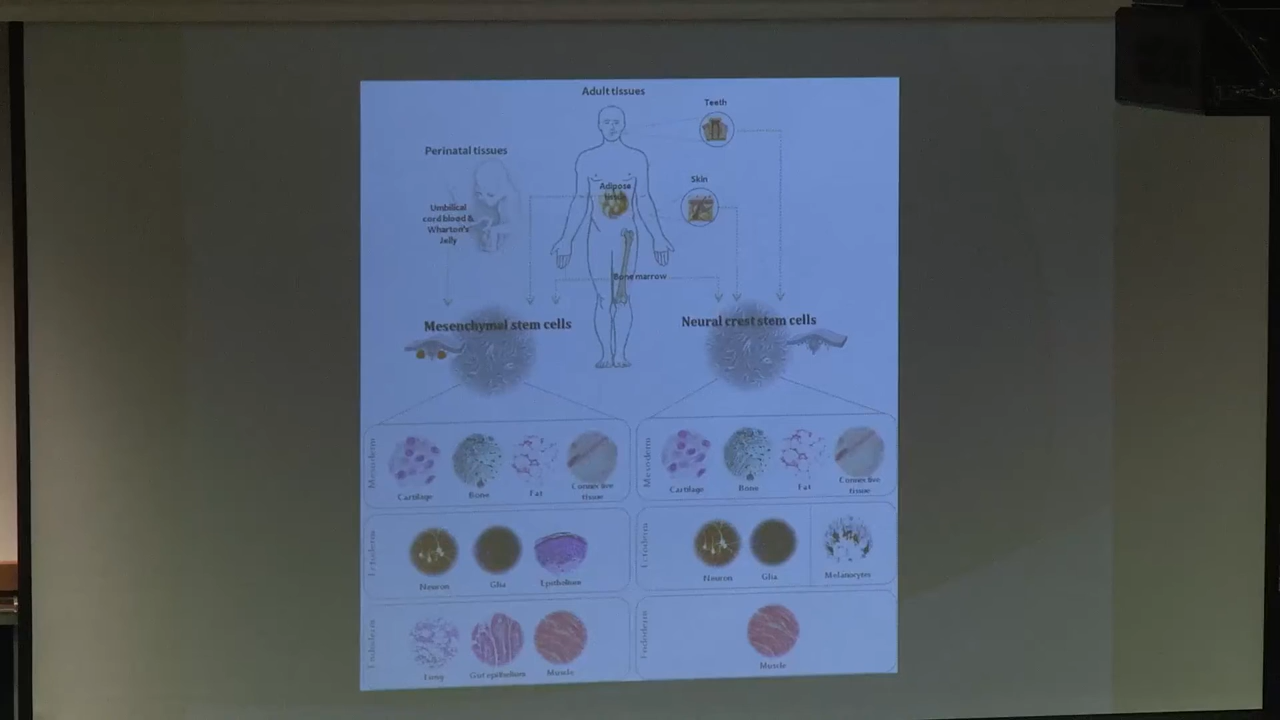 Adult tissues
Teeth
Perinatal tissues
Skin
Adipose
Umbilical
cord blood &
Wharton's
Jelly
Bone marrow
Mesenchymal stem cells
Neural crest stem cells
Mesoderm
Cartilage
Bone
Fat
Connective
tissue
Mesoderm
Cartilage
Bone
Fat
Connective
tissue
Ectoderm
Neuron
Glia
Epithelium
Ectoderm
Neuron
Glia
Melanocytes
Endoderm
Lung
Gut epithelium
Muscle
Endoderm
Muscle